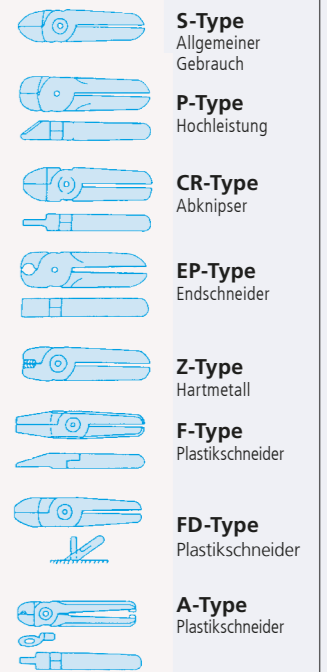 S-Type
Allgemeiner
Gebrauch
P-Type
Hochleistung
CR-Type
Abknipser
EP-Type
Endschneider
Z-Type
Hartmetall
F-Type
Plastikschneider
FD-Type
Plastikschneider
A-Type
Plastikschneider